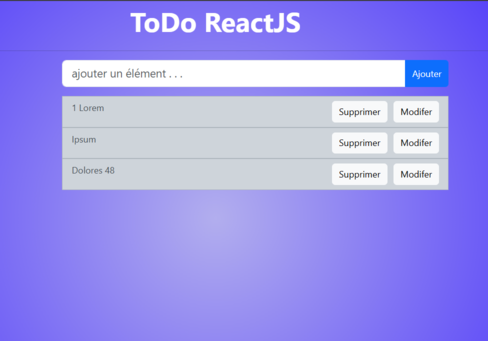 ToDo ReactJS
ajouter un élément . . .
Ajouter
1 Lorem
Supprimer
Modifer
Ipsum
Supprimer
Modifer
Dolores 48
Supprimer
Modifer